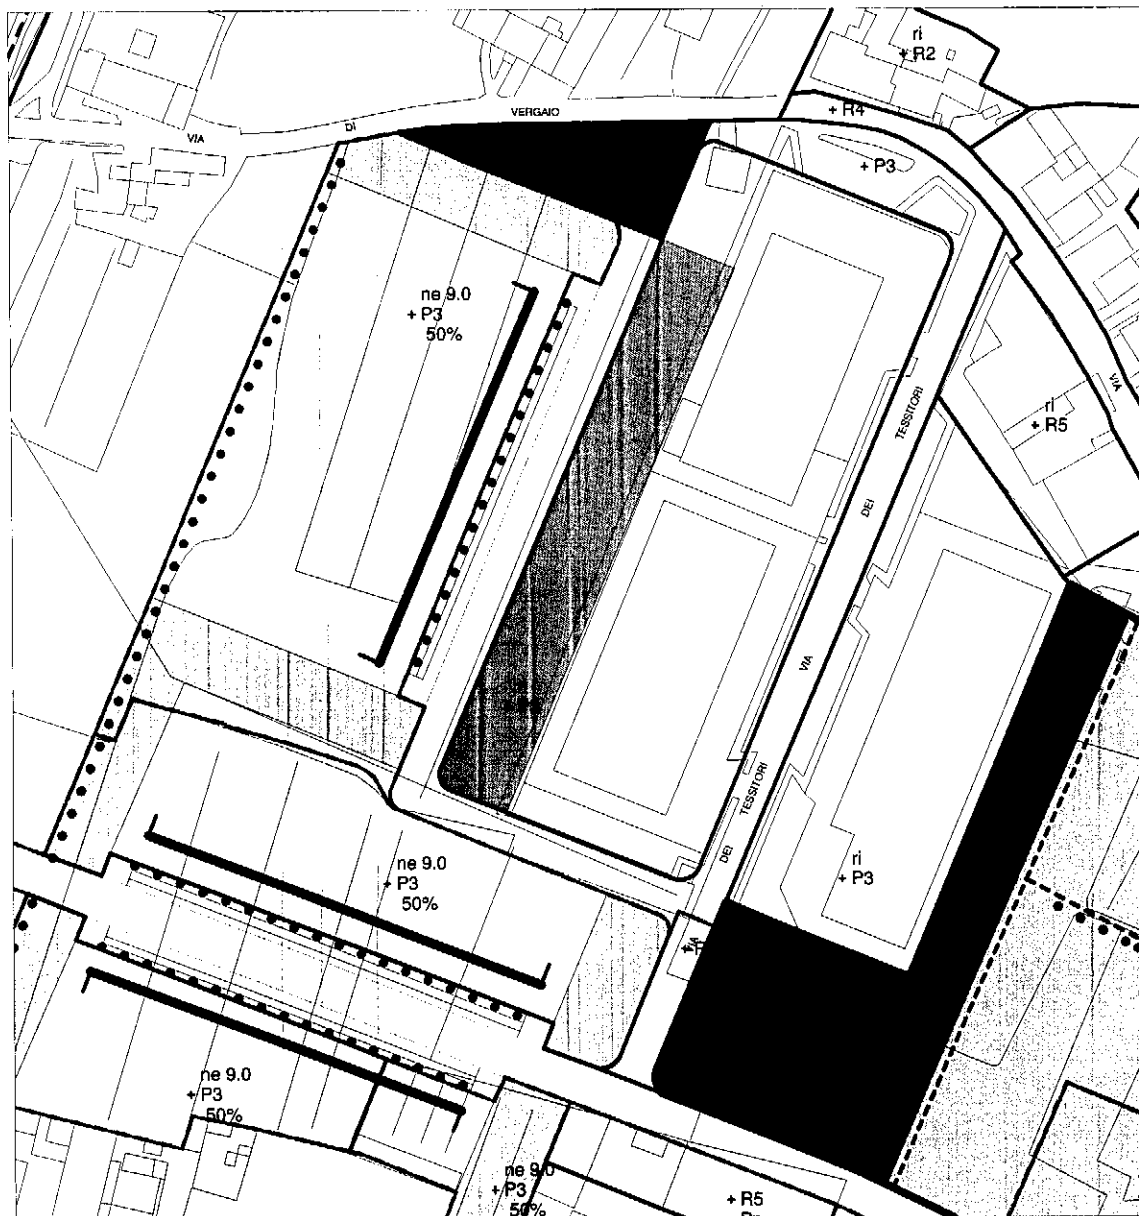 ri
+ R2
+ R4
VERGAIO
DI
VIA
+ P3
ne 9.0
+ P3
50%
VIA
TESSITORI
ri
+ R5
DEI
VIA
TESSITORI
DEI
ne 9.0
+ P3
50%
ri
+ P3
VIA
ne 9.0
+ P3
50%
ne 9.0
+ P3
50%
+ R5